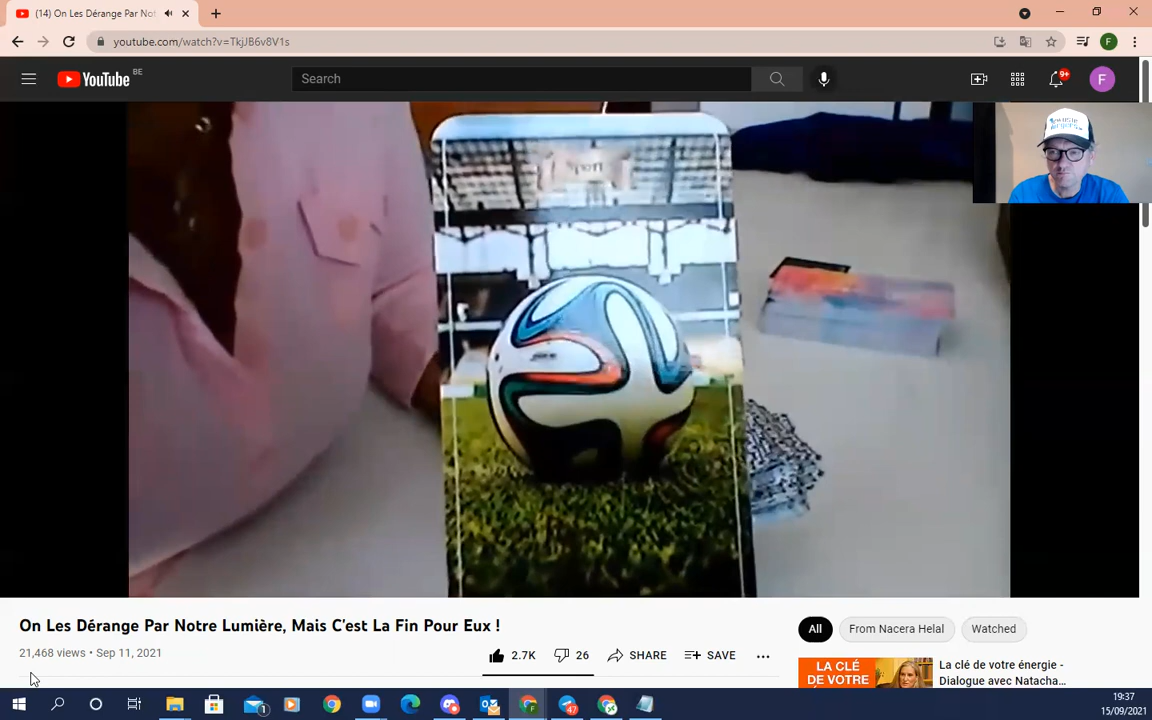 (14) On Les Dérange Par Not
youtube.com/watch?v=TkjJB6v8V1s
F
YouTube BE
Search
9+
F
Sport
On Les Dérange Par Notre Lumière, Mais C'est La Fin Pour Eux !
21,468 views • Sep 11, 2021
2.7K
26
SHARE
SAVE
All
From Nacera Helal
Watched
LA CLÉ
DE VOTRE
La clé de votre énergie -
Dialogue avec Natacha...
1
47
19:37
15/09/2021